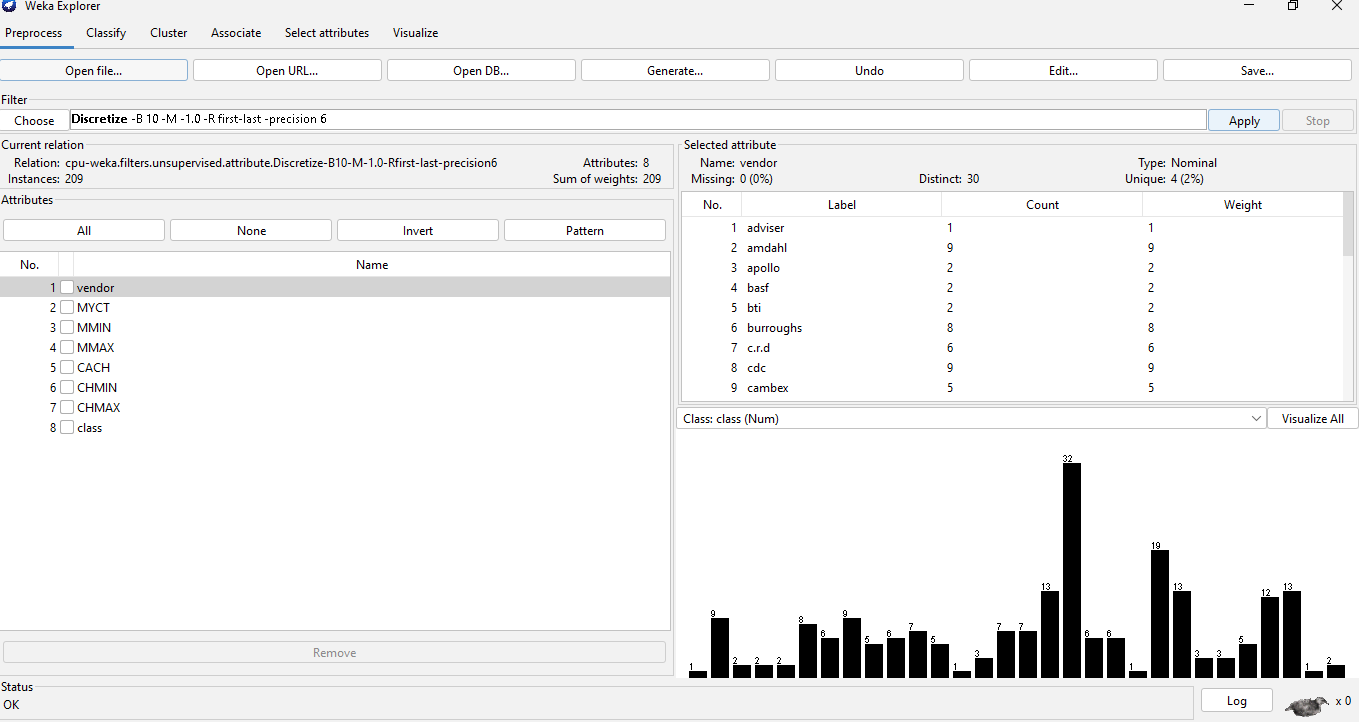 Weka Explorer
Preprocess Classify Cluster Associate Select attributes Visualize
Open file... Open URL... Open DB... Generate... Undo Edit... Save...
Filter
Choose Discretize -B 10 -M -1.0 -R first-last -precision 6 Apply Stop
Current relation
Relation: cpu-weka.filters.unsupervised.attribute.Discretize-B10-M-1.0-Rfirst-last-precision6 Attributes: 8
Instances: 209 Sum of weights: 209
Attributes
All None Invert Pattern
No. Name
1 vendor
2 MYCT
3 MMIN
4 MMAX
5 CACH
6 CHMIN
7 CHMAX
8 class
Remove
Selected attribute
Name: vendor Type: Nominal
Missing: 0 (0%) Distinct: 30 Unique: 4 (2%)
No. Label Count Weight
1 adviser 1 1
2 amdahl 9 9
3 apollo 2 2
4 basf 2 2
5 bti 2 2
6 burroughs 8 8
7 c.r.d 6 6
8 cdc 9 9
9 cambex 5 5
Class: class (Num) Visualize All
1 9 2 2 2 8 6 9 5 6 7 5 1 3 7 7 13 32 6 6 1 19 13 3 3 5 12 13 1 2
Status
OK
Log x 0